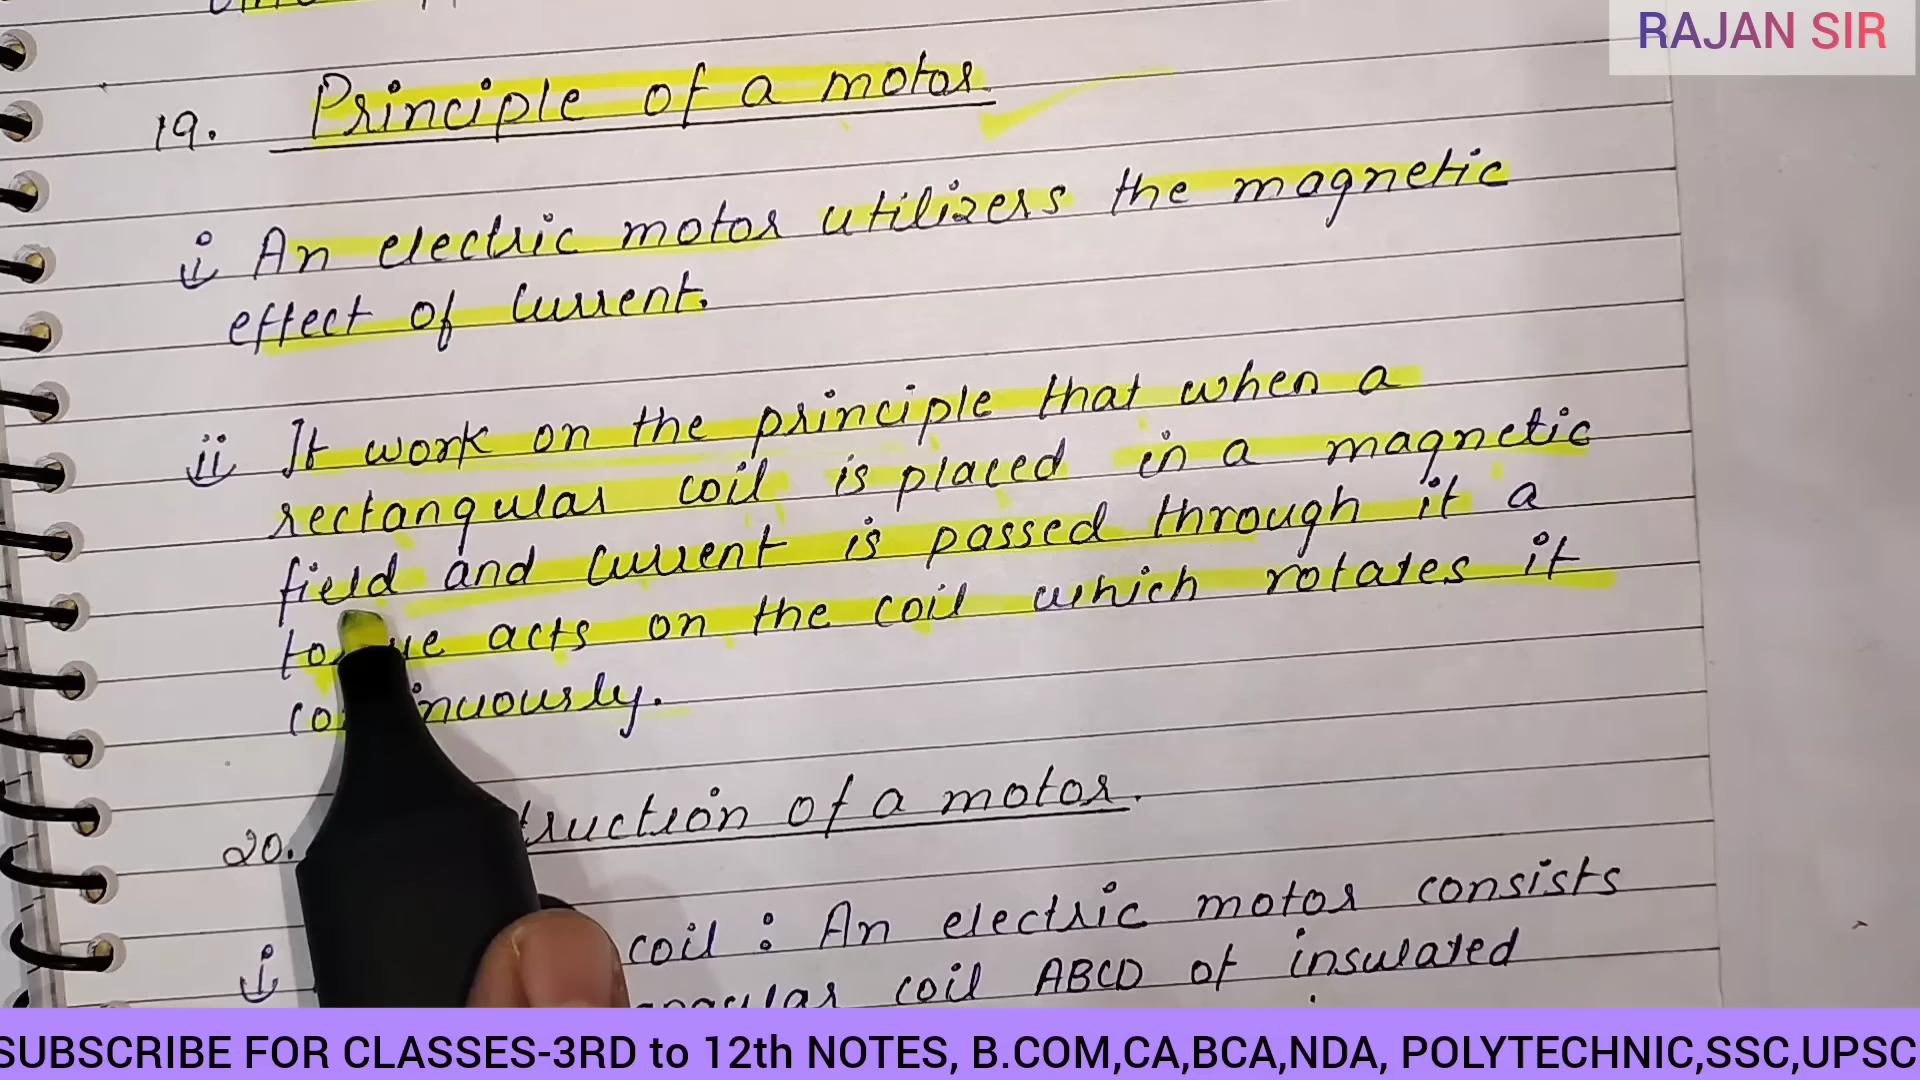 RAJAN SIR
19. Principle of a motor.
i An electric motor utilizers the magnetic
effect of current.
ii It work on the principle that when a
rectangular coil is placed in a magnetic
field and current is passed through it a
acts on the coil which rotates it
20. of a motor.
i coil : An electric motor consists
coil ABCD of insulated
SUBSCRIBE FOR CLASSES-3RD to 12th NOTES, B.COM,CA,BCA,NDA, POLYTECHNIC,SSC,UPSC